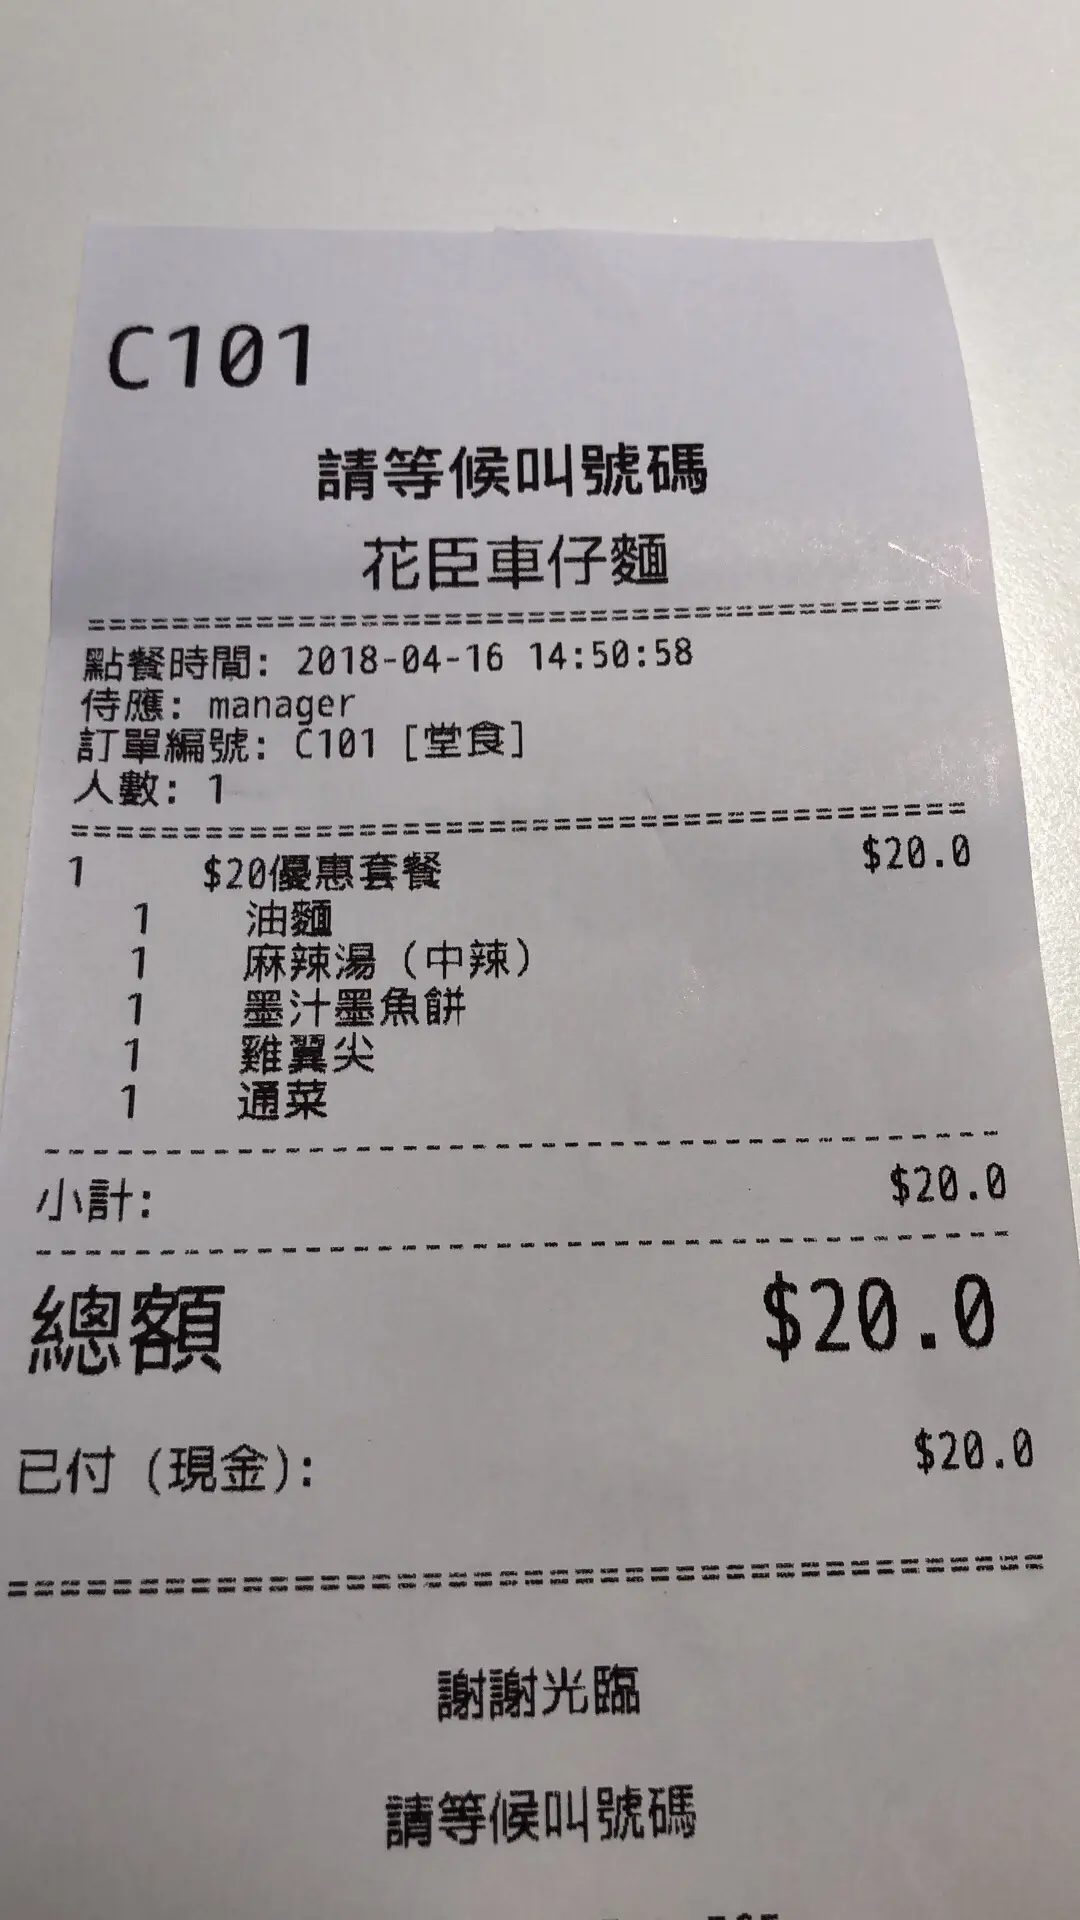 C101
請等候叫號碼
花臣車仔麵
==========================================
點餐時間: 2018-04-16 14:50:58
侍應: manager
訂單編號: C101 [堂食]
人數: 1
==========================================
1 $20優惠套餐 $20.0
1 油麵
1 麻辣湯（中辣）
1 墨汁墨魚餅
1 雞翼尖
1 通菜
------------------------------------------
小計: $20.0
------------------------------------------
總額 $20.0
已付 (現金): $20.0
==========================================
謝謝光臨
請等候叫號碼